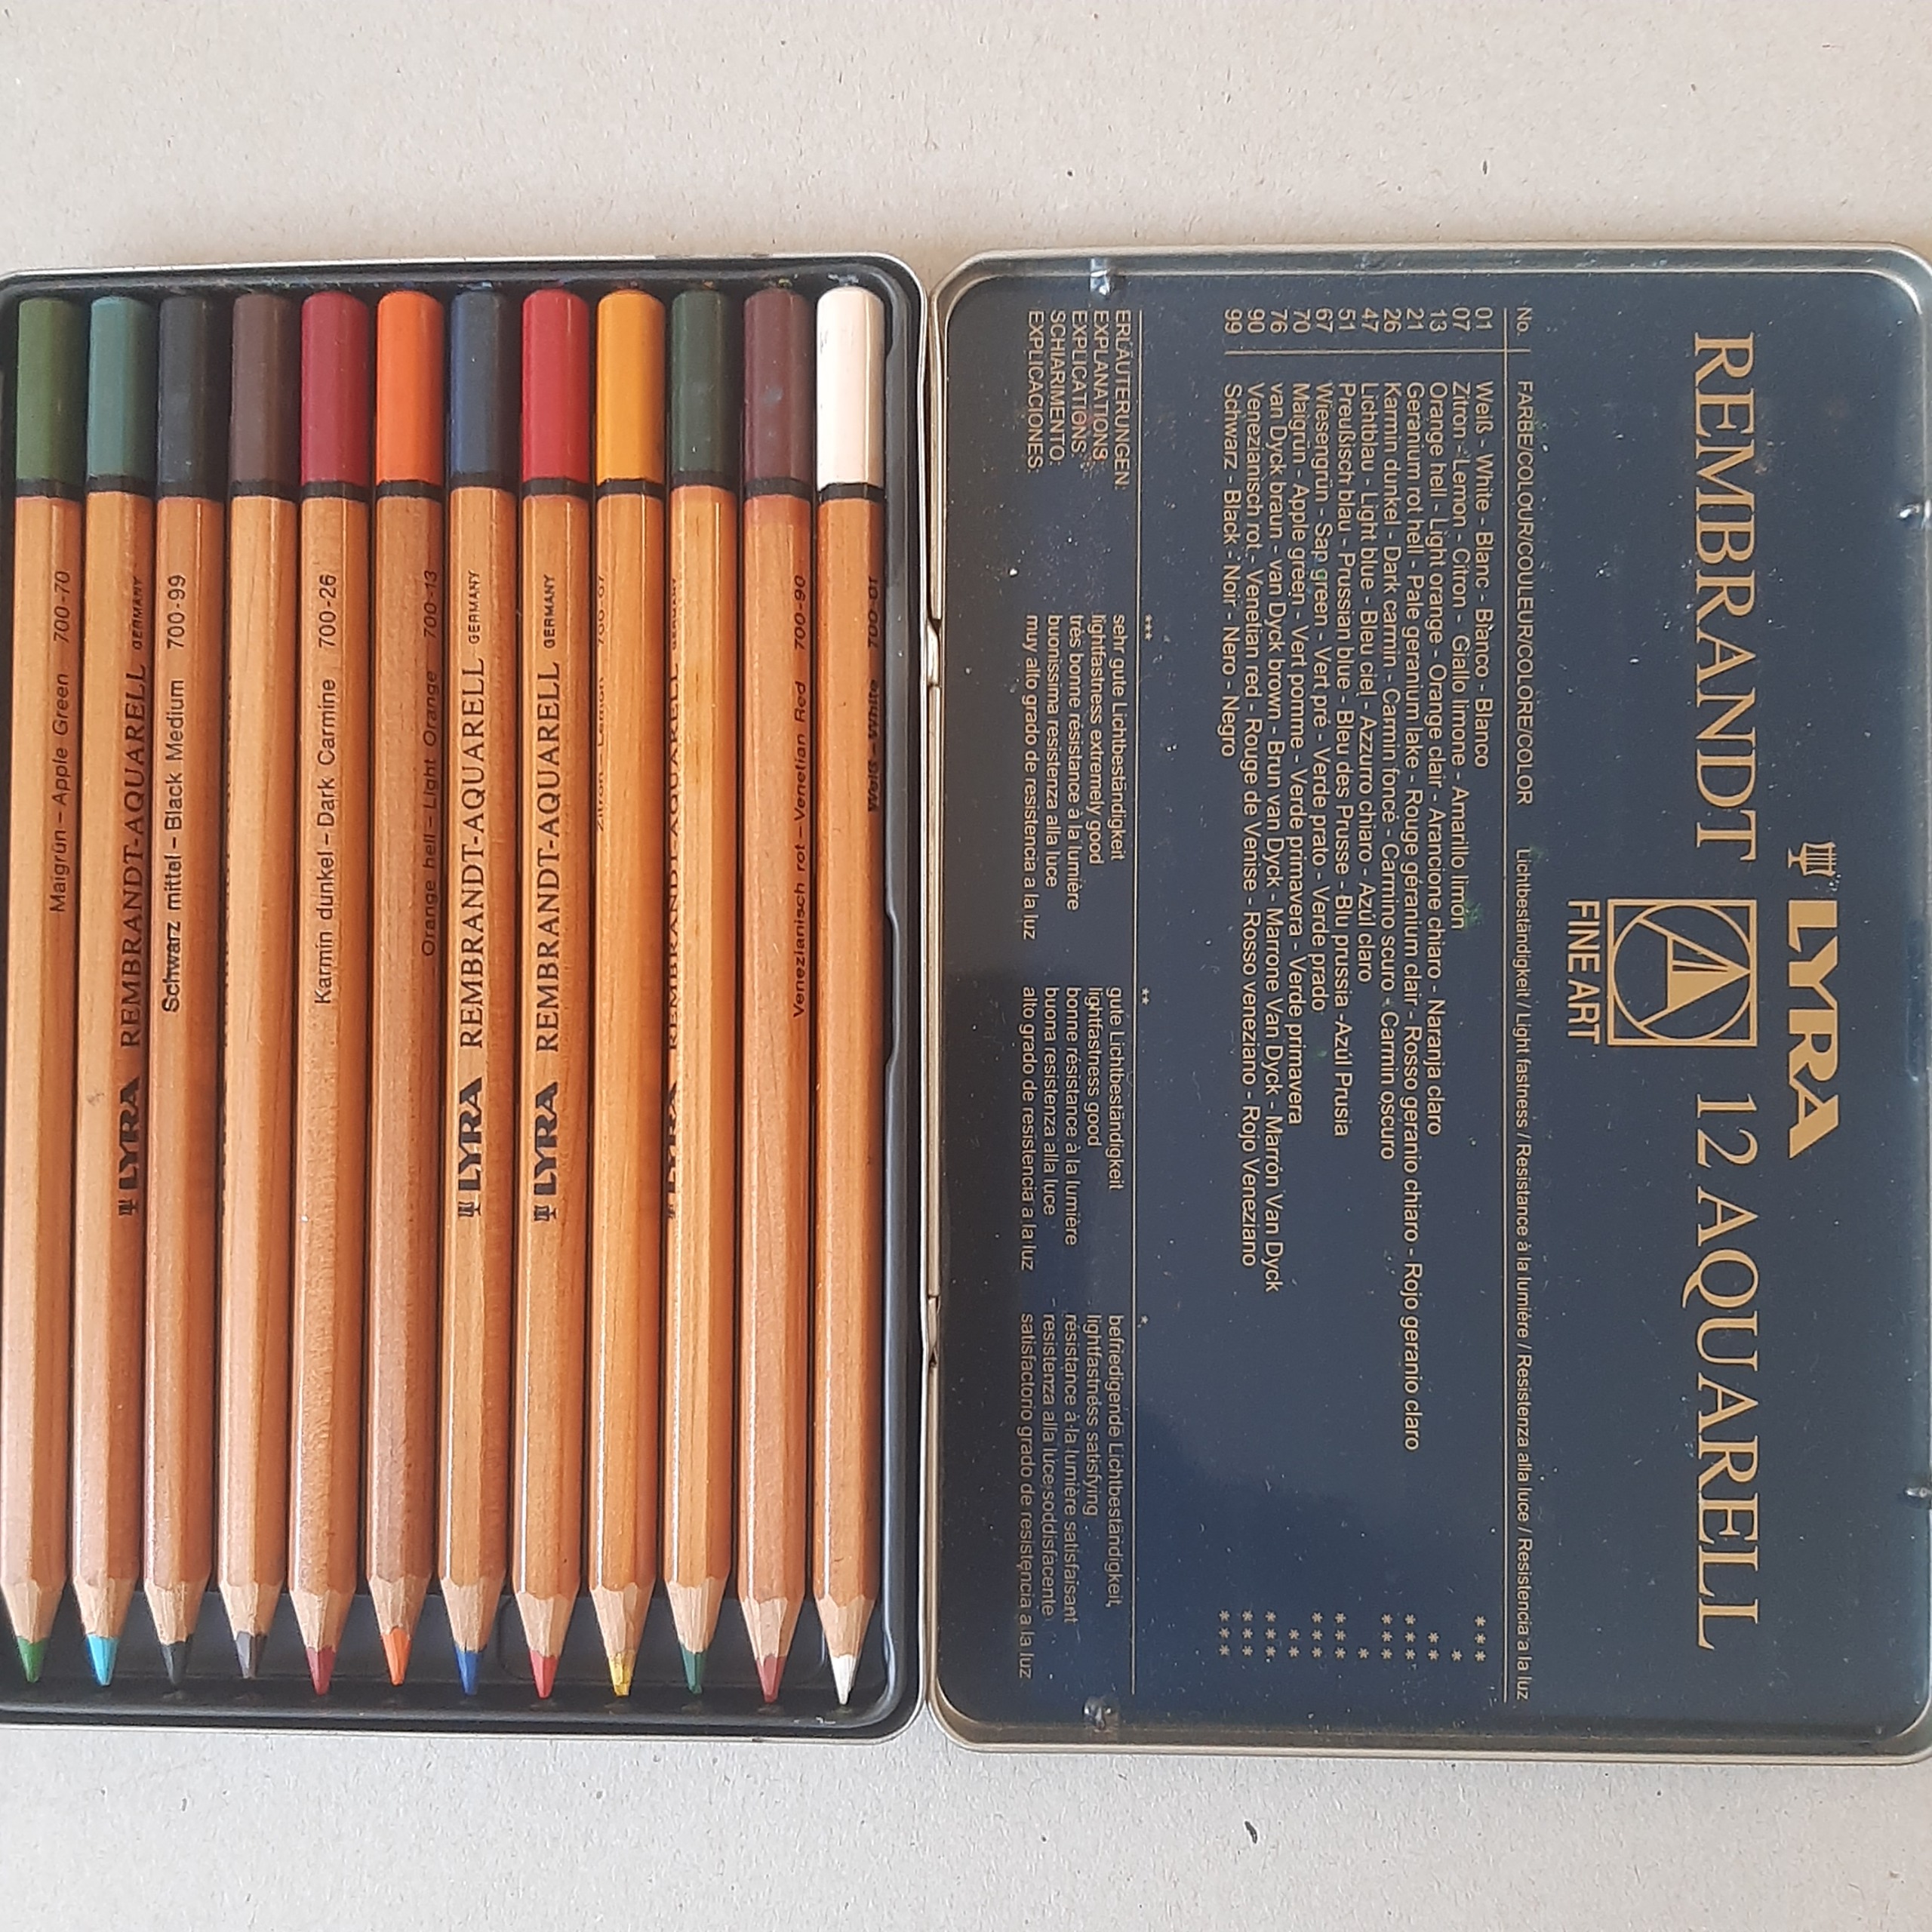 LYRA
REMBRANDT 12 AQUARELL
FINE ART
No. FARBE/COLOUR/COULEUR/COLORE/COLOR Lichtbeständigkeit / Light fastness / Resistance à la lumière / Resistenza alla luce / Resistencia a la luz
01 Weiß - White - Blanc - Bianco - Blanco ***
07 Zitron - Lemon - Citron - Giallo limone - Amarillo limón *
13 Orange hell - Light orange - Orange clair - Arancione chiaro - Naranja claro **
21 Geranium rot hell - Pale geranium lake - Rouge géranium clair - Rosso geranio chiaro - Rojo geranio claro ***
26 Karmin dunkel - Dark carmin - Carmin foncé - Carmino scuro - Carmin oscuro ***
47 Lichtblau - Light blue - Bleu ciel - Azzurro chiaro - Azúl claro *
51 Preußisch blau - Prussian blue - Bleu des Prusse - Blu prussia -Azúl Prusia ***
67 Wiesengrün - Sap green - Vert pré - Verde prato - Verde prado ***
70 Maigrün - Apple green - Vert pomme - Verde primavera - Verde primavera **
76 van Dyck braun - van Dyck brown - Brun van Dyck - Marrone Van Dyck - Marrón Van Dyck ***
90 Venezianisch rot - Venetian red - Rouge de Venise - Rosso veneziano - Rojo Veneziano ***
99 Schwarz - Black - Noir - Nero - Negro ***
*** ** *
ERLÄUTERUNGEN: sehr gute Lichtbeständigkeit gute Lichtbeständigkeit befriedigende Lichtbeständigkeit
EXPLANATIONS: lightfastness extremely good lightfastness good lightfastness satisfying
EXPLICATIONS: très bonne résistance à la lumière bonne résistance à la lumière résistance à la lumière satisfaisant
SCHIARIMENTO: buonissima resistenza alla luce buona resistenza alla luce resistenza alla luce soddisfacente
EXPLICACIONES: muy alto grado de resistencia a la luz alto grado de resistencia a la luz satisfactorio grado de resistencia a la luz
Maigrün – Apple Green 700-70
LYRA REMBRANDT-AQUARELL GERMANY
Schwarz mittel – Black Medium 700-99
Karmin dunkel – Dark Carmine 700-26
Orange hell – Light Orange 700-13
LYRA REMBRANDT-AQUARELL GERMANY
LYRA REMBRANDT-AQUARELL GERMANY
Zitron – Lemon 700-07
LYRA REMBRANDT-AQUARELL GERMANY
Venezianisch rot – Venetian Red 700-90
Weiß – White 700-01